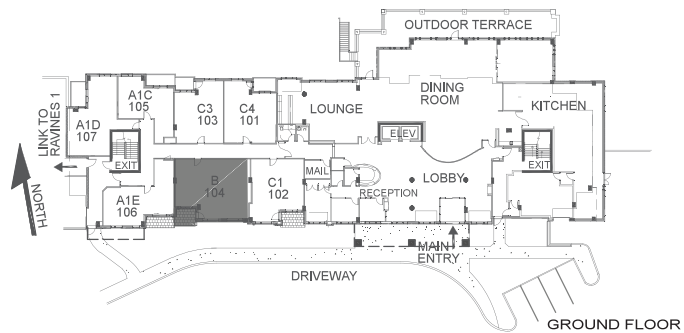 OUTDOOR TERRACE
DINING
ROOM
LOUNGE
KITCHEN
A1C
105
C3
103
C4
101
A1D
107
LINK TO
RAVINES 1
ELEV
EXIT
EXIT
B
104
C1
102
MAIL
LOBBY
RECEPTION
A1E
106
NORTH
MAIN
ENTRY
DRIVEWAY
GROUND FLOOR